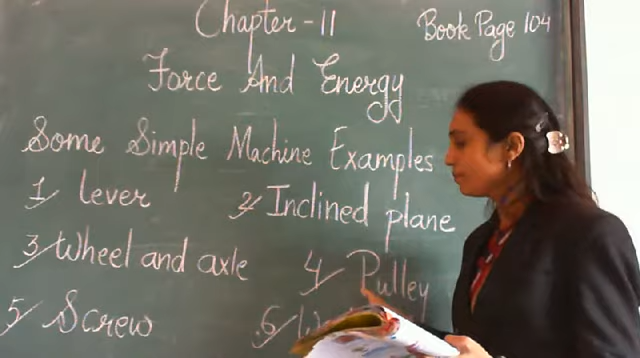 Chapter - 11
Book Page 104
Force And Energy
Some Simple Machine Examples
1/ lever 2/ Inclined plane
3/ Wheel and axle 4/ Pulley
5/ Screw 6/